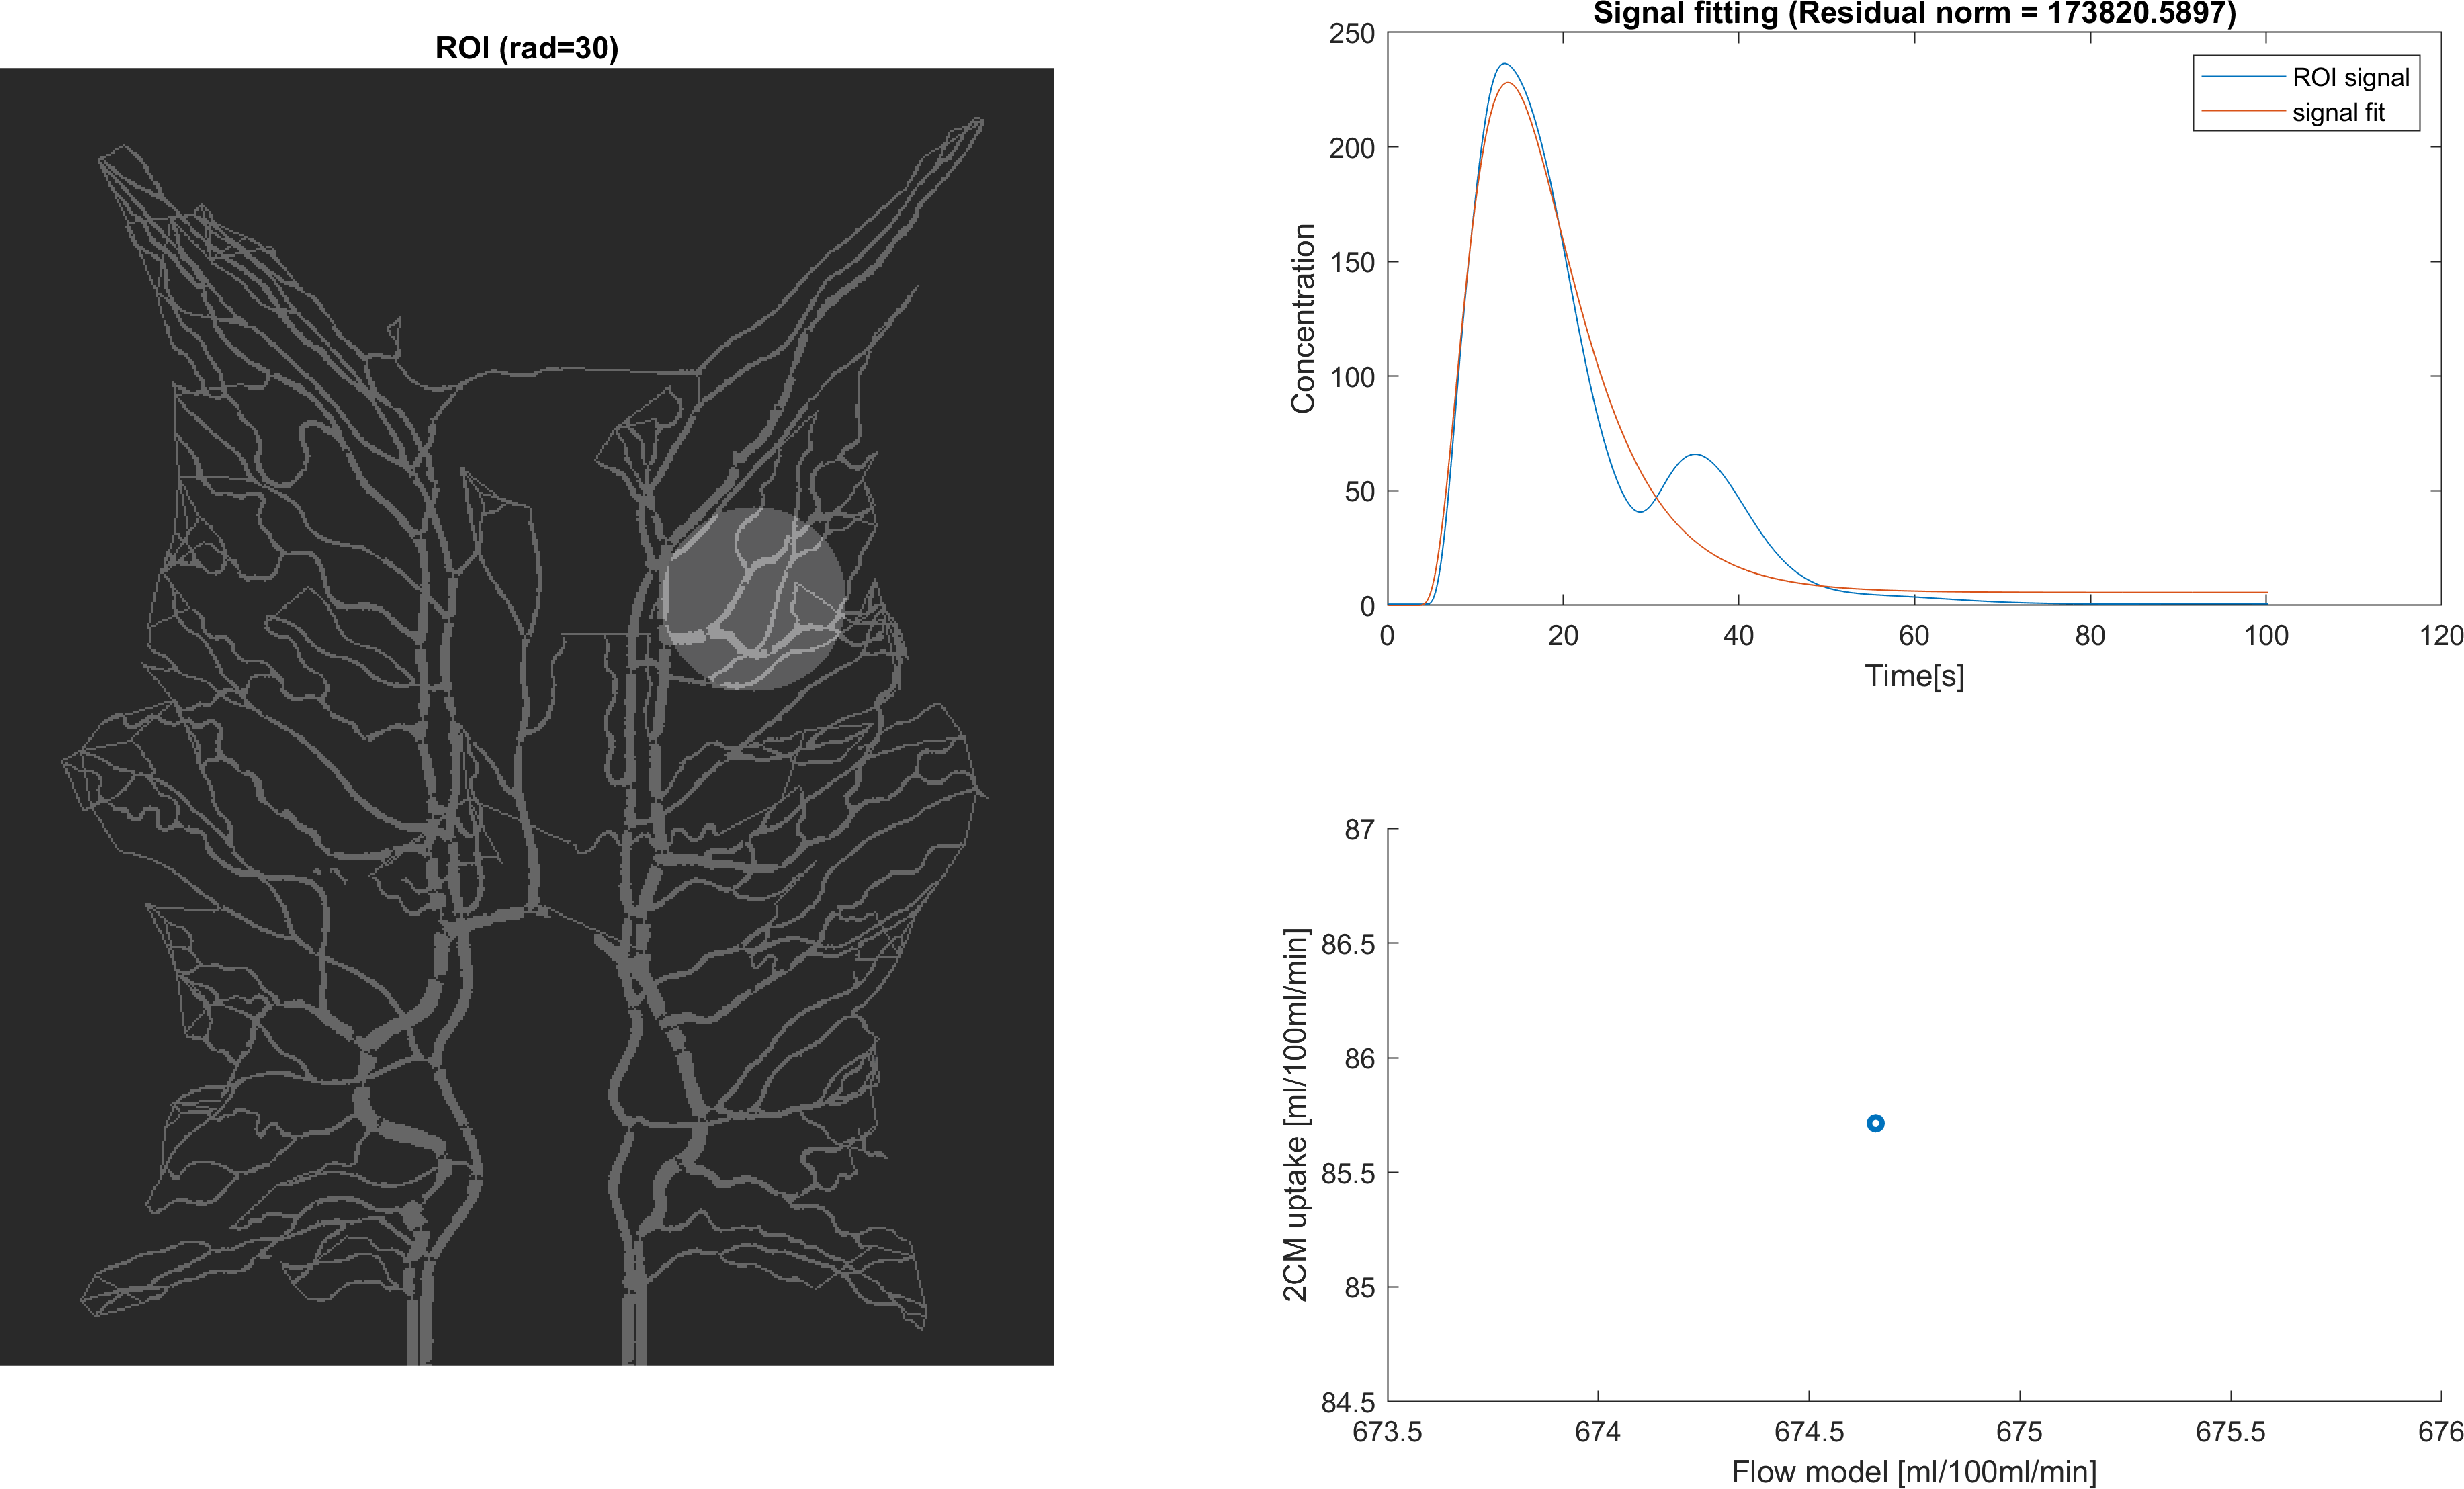 ROI (rad=30)
Signal fitting (Residual norm = 173820.5897)
250
200
150
100
50
0
Concentration
ROI signal
signal fit
0 20 40 60 80 100 120
Time[s]
87
86.5
86
85.5
85
84.5
2CM uptake [ml/100ml/min]
673.5 674 674.5 675 675.5 676
Flow model [ml/100ml/min]